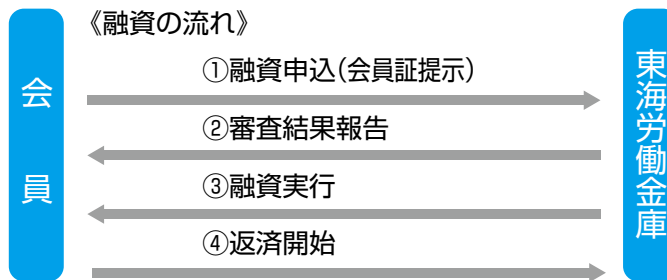 《融資の流れ》
会員
①融資申込（会員証提示）
②審査結果報告
③融資実行
④返済開始
東海労働金庫